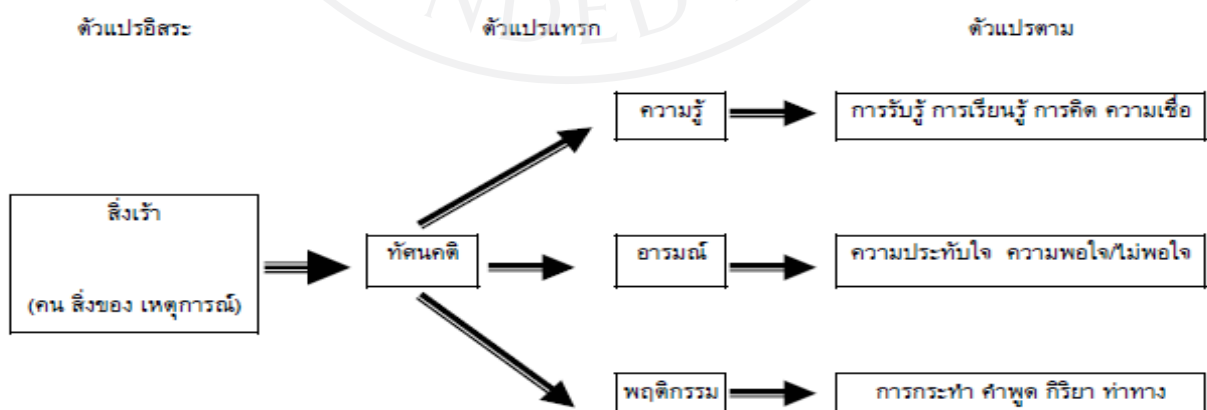 NDED
ตัวแปรอิสระ ตัวแปรแทรก ตัวแปรตาม
ความรู้ การรับรู้ การเรียนรู้ การคิด ความเชื่อ
สิ่งเร้า
ทัศนคติ อารมณ์ ความประทับใจ ความพอใจ/ไม่พอใจ
(คน สิ่งของ เหตุการณ์)
พฤติกรรม การกระทำ คำพูด กิริยา ท่าทาง